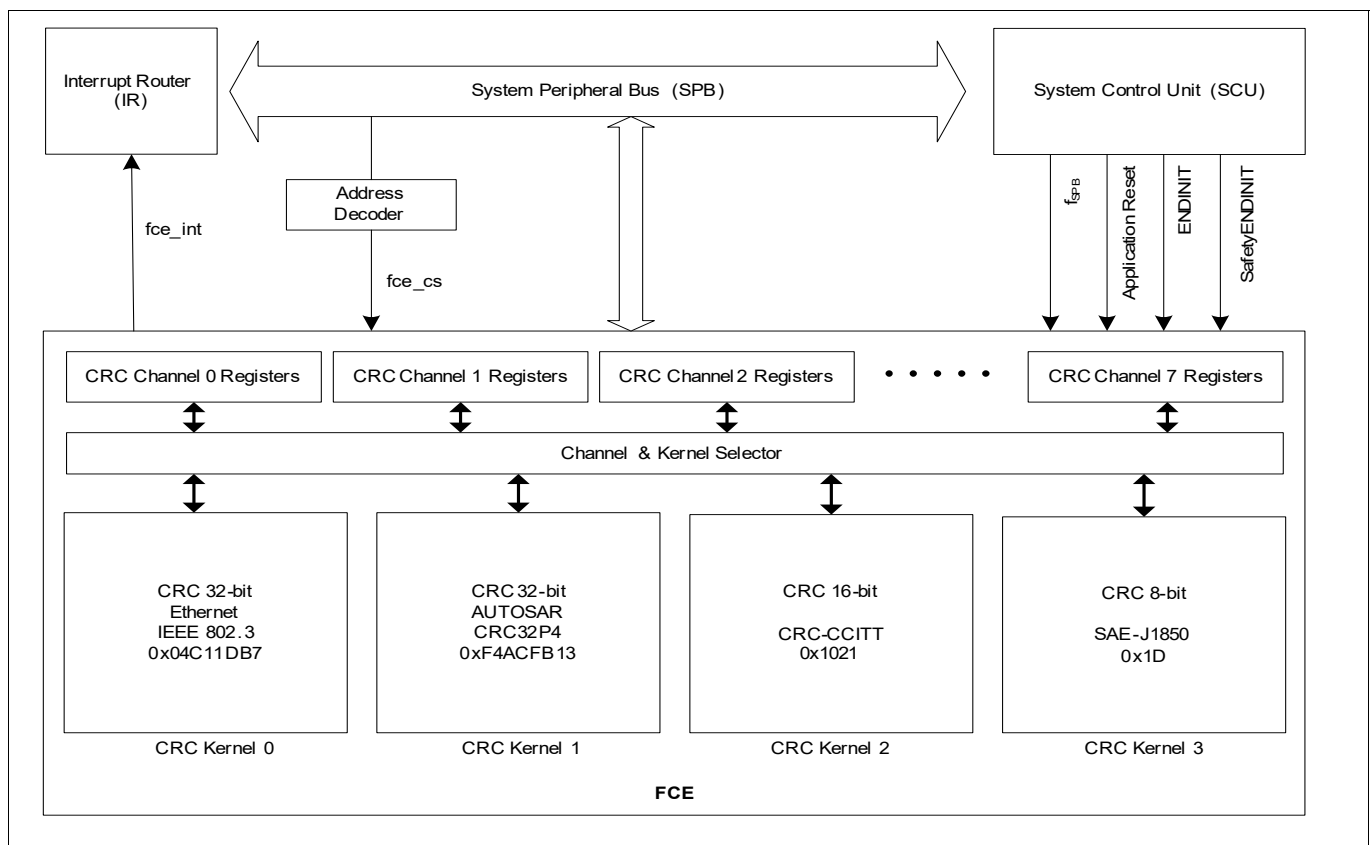 Interrupt Router
(IR)
System Peripheral Bus (SPB)
System Control Unit (SCU)
Address
Decoder
fce_int
fce_cs
fSPB
Application Reset
ENDINIT
SafetyENDINIT
CRC Channel 0 Registers
CRC Channel 1 Registers
CRC Channel 2 Registers
CRC Channel 7 Registers
Channel & Kernel Selector
CRC 32-bit
Ethernet
IEEE 802.3
0x04C11DB7
CRC 32-bit
AUTOSAR
CRC32P4
0xF4ACFB13
CRC 16-bit
CRC-CCITT
0x1021
CRC 8-bit
SAE-J1850
0x1D
CRC Kernel 0
CRC Kernel 1
CRC Kernel 2
CRC Kernel 3
FCE